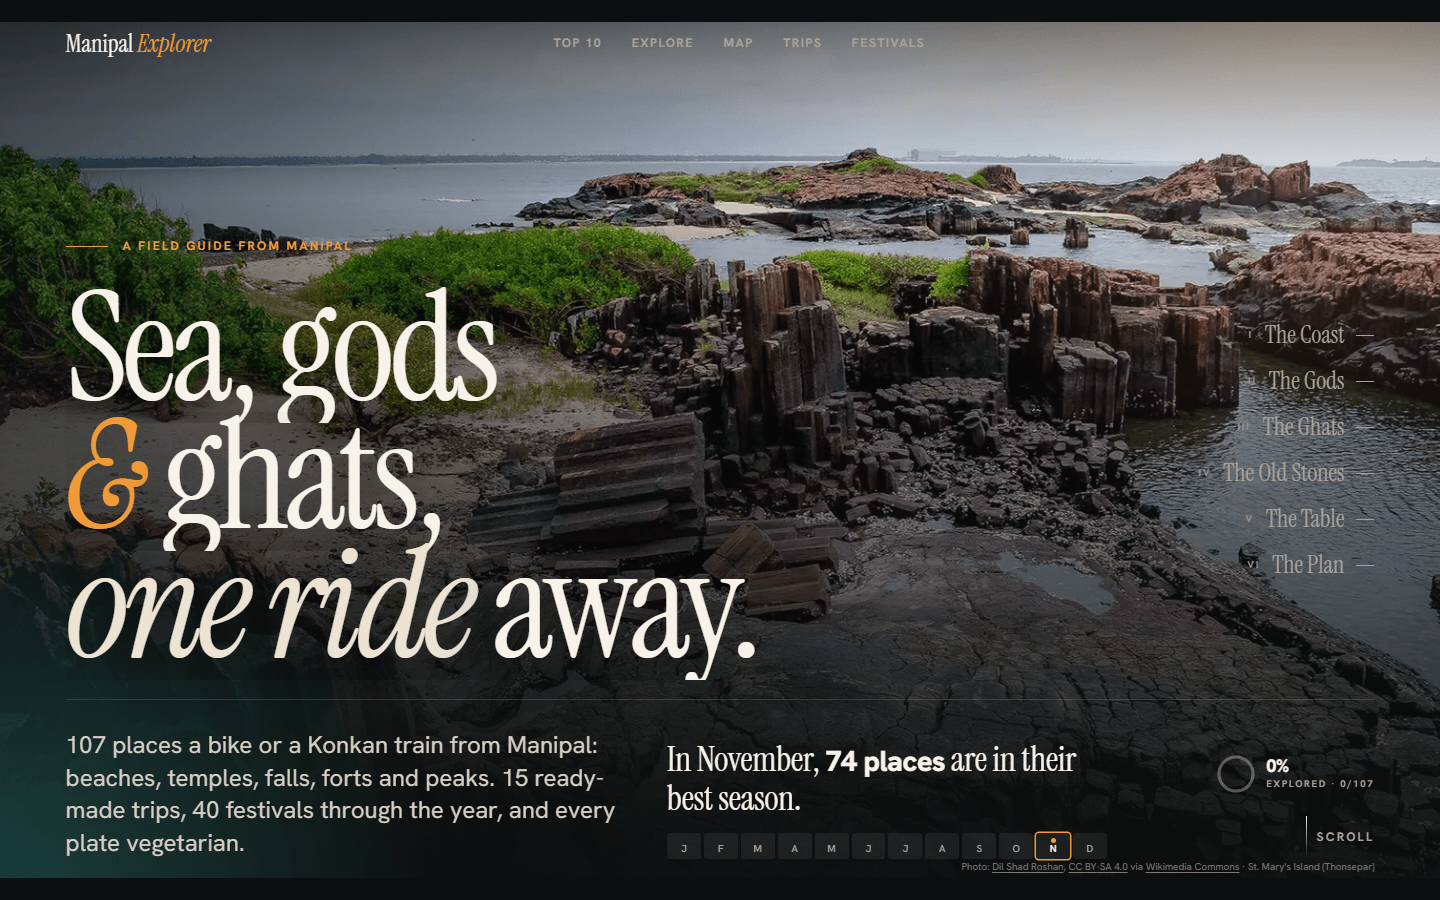 Manipal Explorer
TOP 10 EXPLORE MAP TRIPS FESTIVALS
A FIELD GUIDE FROM MANIPAL
Sea, gods
& ghats,
one ride away.
I The Coast
II The Gods
III The Ghats
IV The Old Stones
V The Table
VI The Plan
107 places a bike or a Konkan train from Manipal:
beaches, temples, falls, forts and peaks. 15 ready-
made trips, 40 festivals through the year, and every
plate vegetarian.
In November, 74 places are in their
best season.
J F M A M J J A S O N D
0%
EXPLORED · 0/107
SCROLL
Photo: Dil Shad Roshan, CC BY-SA 4.0 via Wikimedia Commons · St. Mary's Island (Thonsepar)